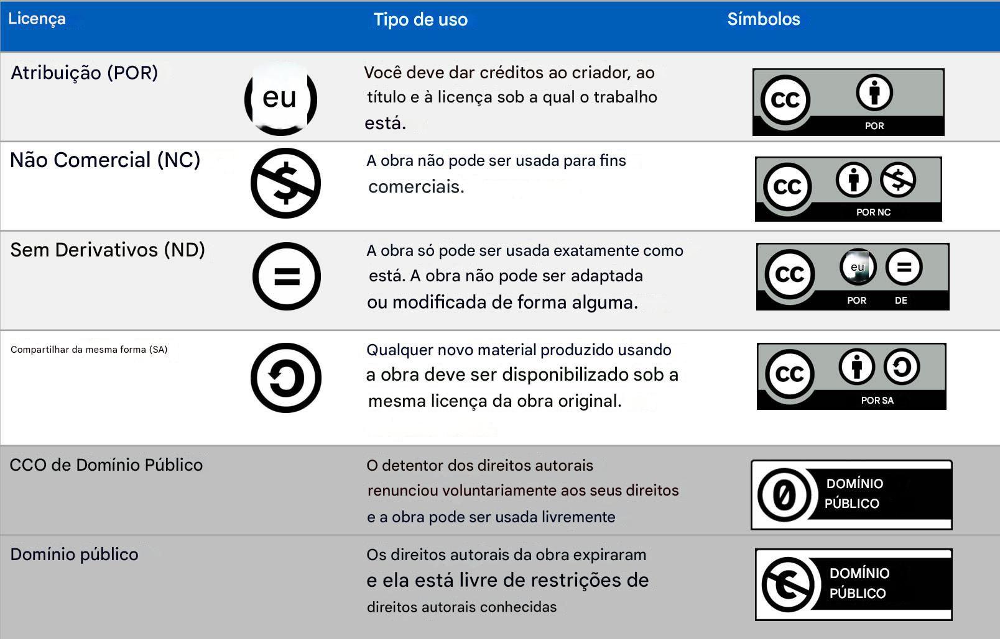 Licença
Tipo de uso
Símbolos
Atribuição (POR)
eu
Você deve dar créditos ao criador, ao
título e à licença sob a qual o trabalho
está.
cc
POR
Não Comercial (NC)
$
A obra não pode ser usada para fins
comerciais.
cc
$
POR NC
Sem Derivativos (ND)
=
A obra só pode ser usada exatamente como
está. A obra não pode ser adaptada
ou modificada de forma alguma.
cc
eu
=
POR DE
Compartilhar da mesma forma (SA)
Qualquer novo material produzido usando
a obra deve ser disponibilizado sob a
mesma licença da obra original.
cc
POR SA
CCO de Domínio Público
O detentor dos direitos autorais
renunciou voluntariamente aos seus direitos
e a obra pode ser usada livremente
0
DOMÍNIO
PÚBLICO
Domínio público
Os direitos autorais da obra expiraram
e ela está livre de restrições de
direitos autorais conhecidas
C
DOMÍNIO
PÚBLICO